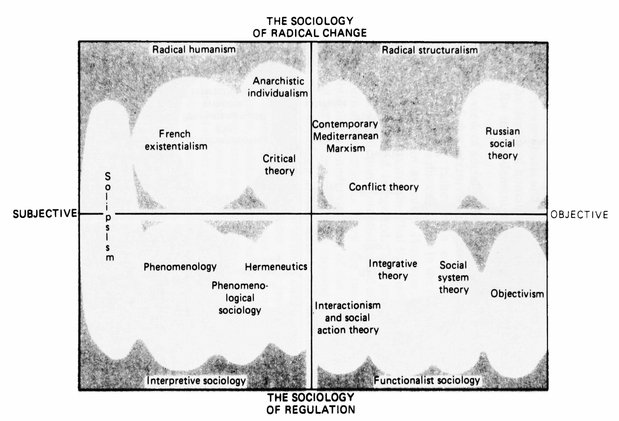 THE SOCIOLOGY
OF RADICAL CHANGE
Radical humanism
Radical structuralism
Anarchistic
individualism
French
existentialism
Critical
theory
Contemporary
Mediterranean
Marxism
Russian
social
theory
Conflict theory
Solipsism
SUBJECTIVE
OBJECTIVE
Phenomenology
Hermeneutics
Phenomeno-
logical
sociology
Integrative
theory
Social
system
theory
Objectivism
Interactionism
and social
action theory
Interpretive sociology
Functionalist sociology
THE SOCIOLOGY
OF REGULATION